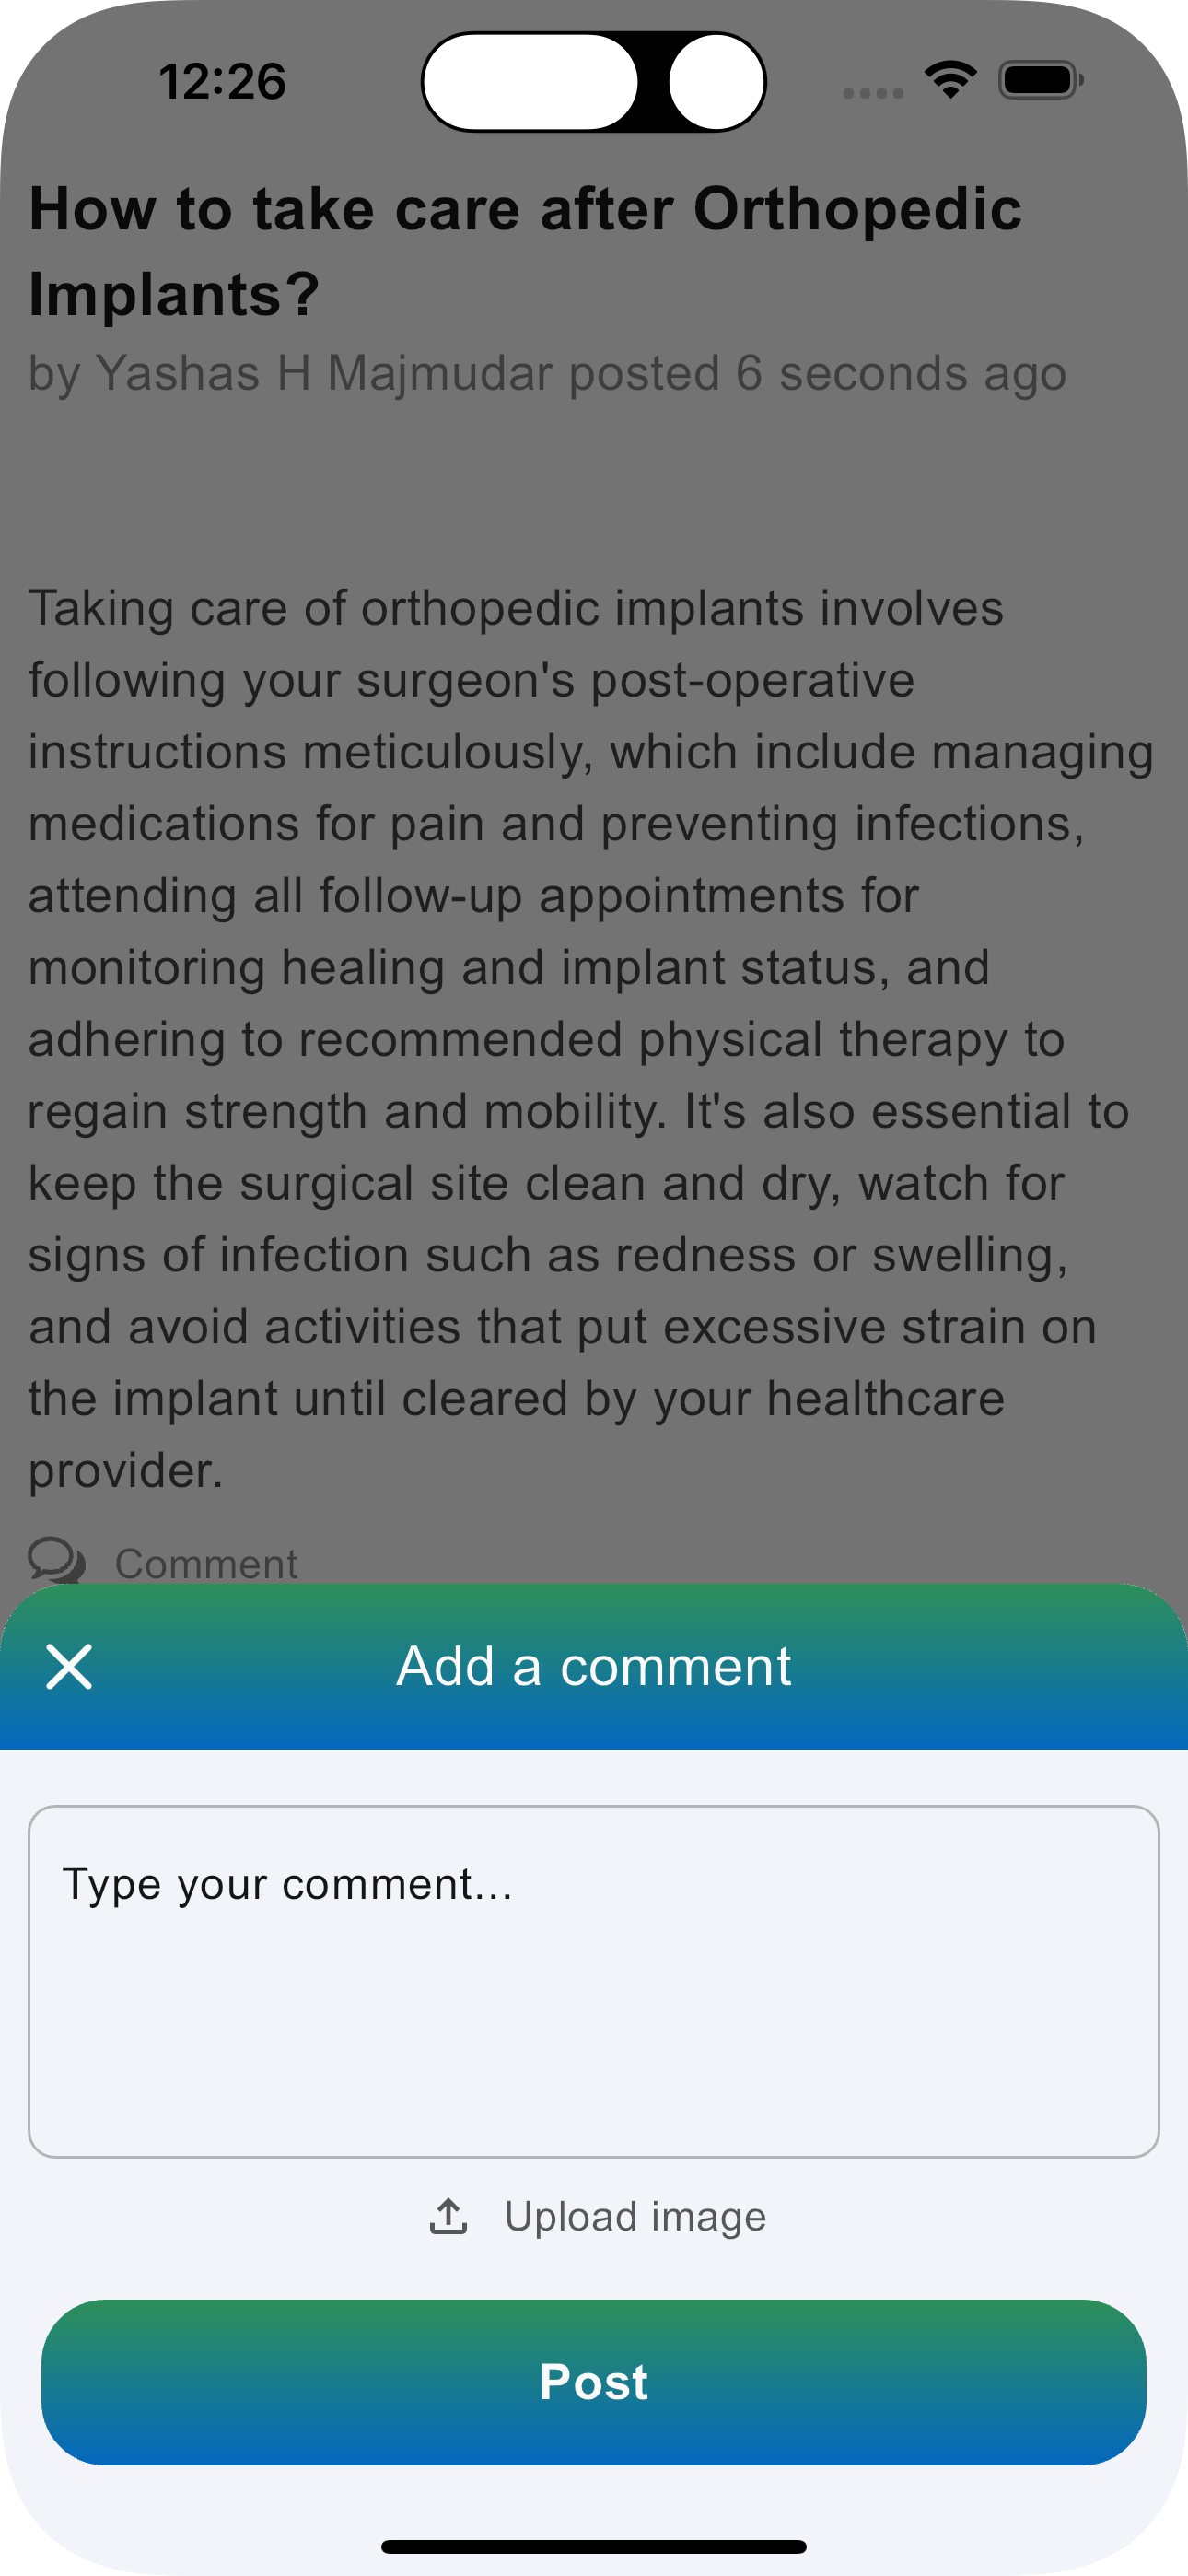 12:26
How to take care after Orthopedic
Implants?
by Yashas H Majmudar posted 6 seconds ago
Taking care of orthopedic implants involves
following your surgeon's post-operative
instructions meticulously, which include managing
medications for pain and preventing infections,
attending all follow-up appointments for
monitoring healing and implant status, and
adhering to recommended physical therapy to
regain strength and mobility. It's also essential to
keep the surgical site clean and dry, watch for
signs of infection such as redness or swelling,
and avoid activities that put excessive strain on
the implant until cleared by your healthcare
provider.
Comment
Add a comment
Type your comment...
Upload image
Post